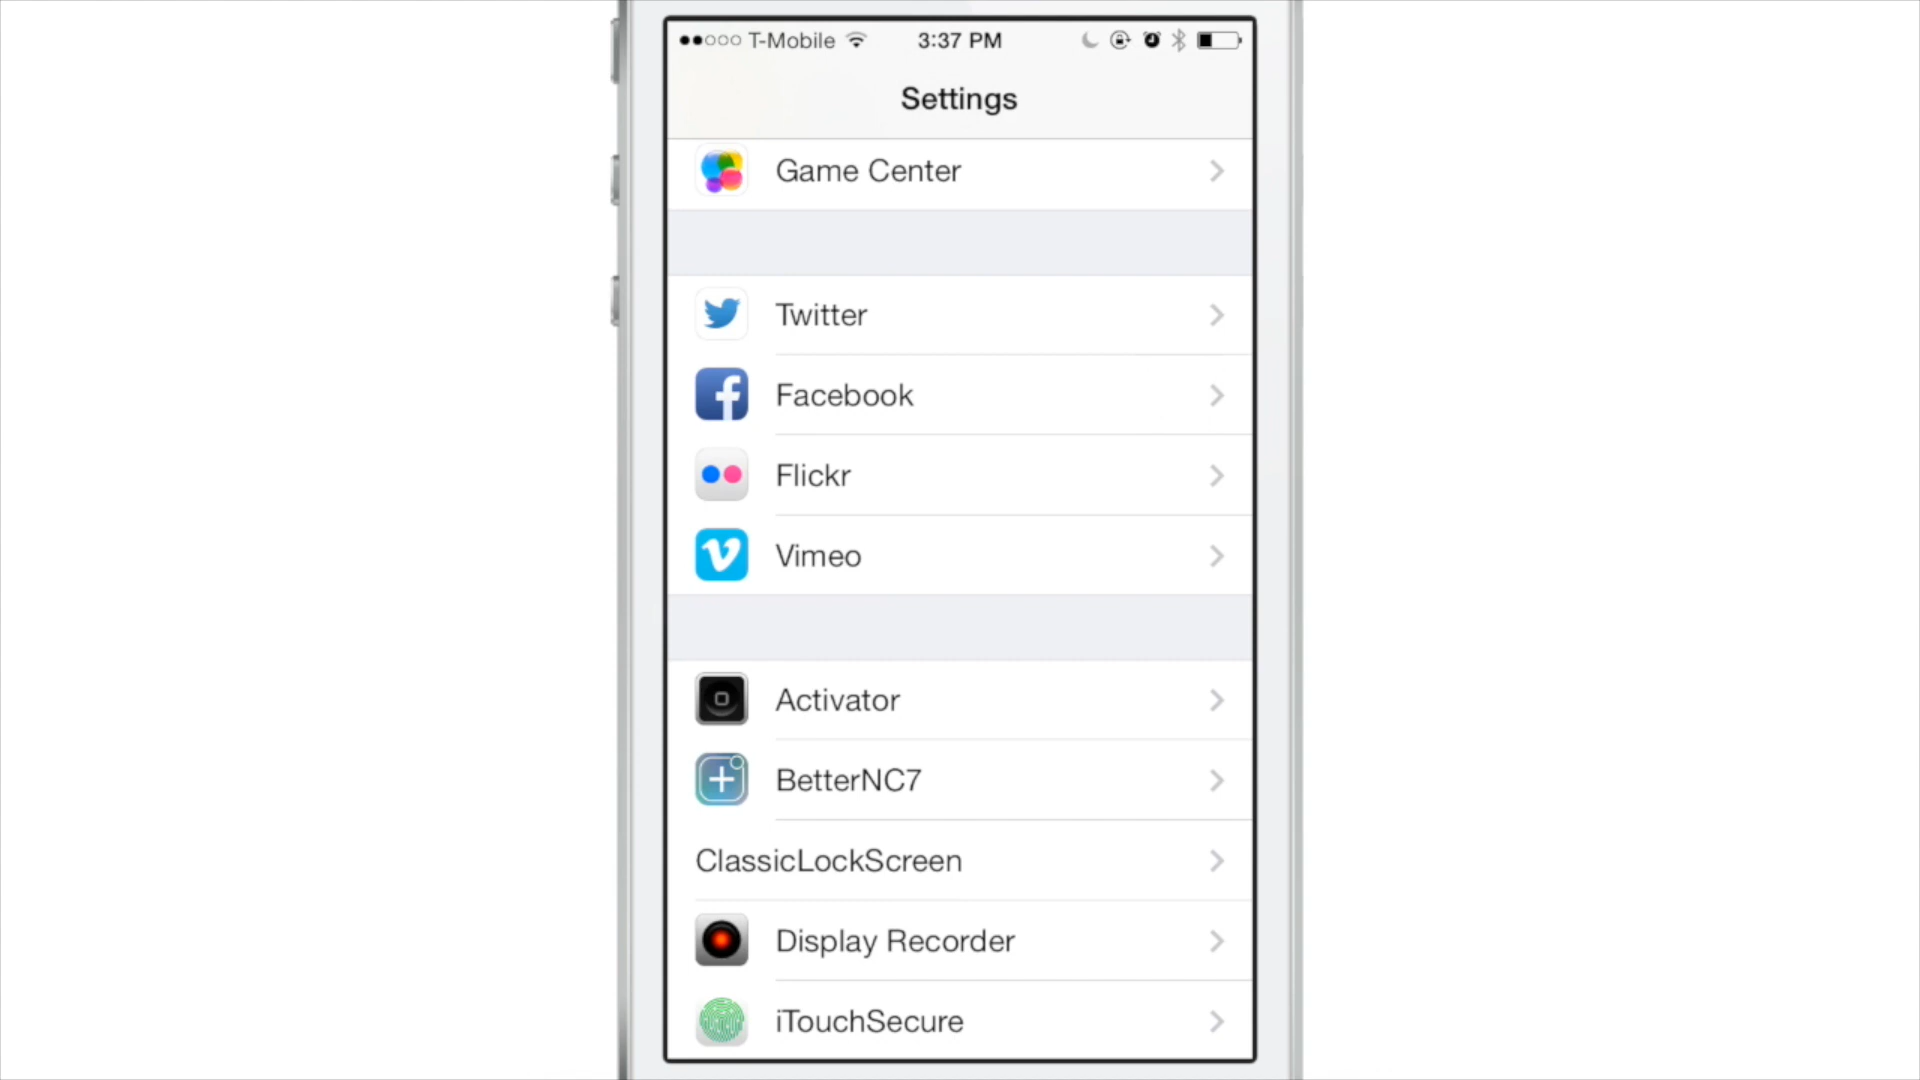 T-Mobile 3:37 PM
Settings
Game Center
Twitter
Facebook
Flickr
Vimeo
Activator
BetterNC7
ClassicLockScreen
Display Recorder
iTouchSecure